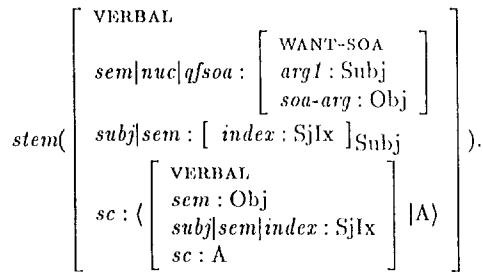 VERBAL
sem|nuc|qfsoa : [ WANT-SOA
arg1 : Subj
soa-arg : Obj ]
stem( [ subj|sem : [ index : SjIx ]Subj ] ).
sc : ⟨ [ VERBAL
sem : Obj
subj|sem|index : SjIx
sc : A ] |A⟩